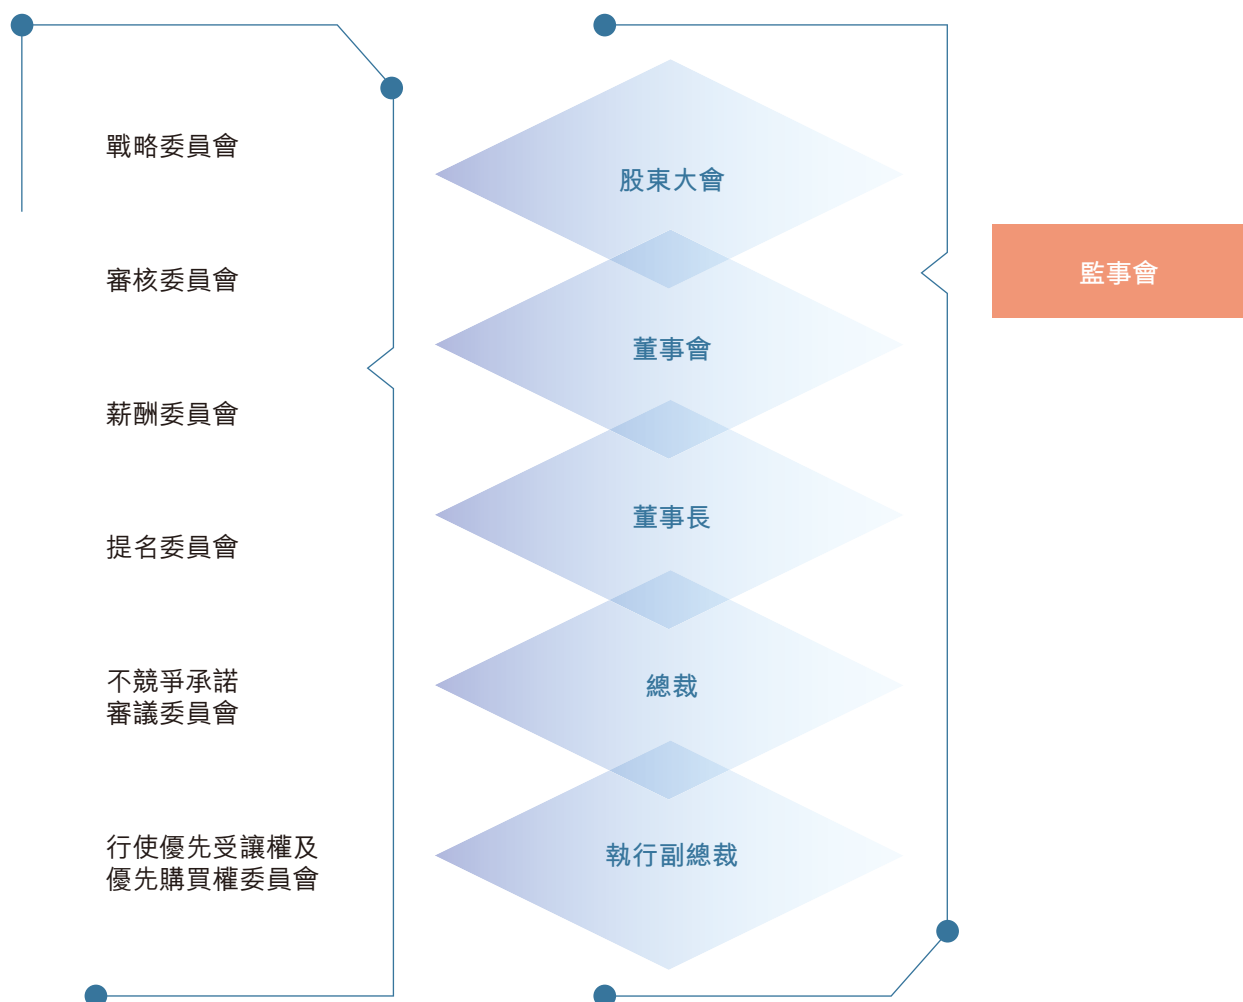 戰略委員會
審核委員會
薪酬委員會
提名委員會
不競爭承諾
審議委員會
行使優先受讓權及
優先購買權委員會
股東大會
董事會
董事長
總裁
執行副總裁
監事會